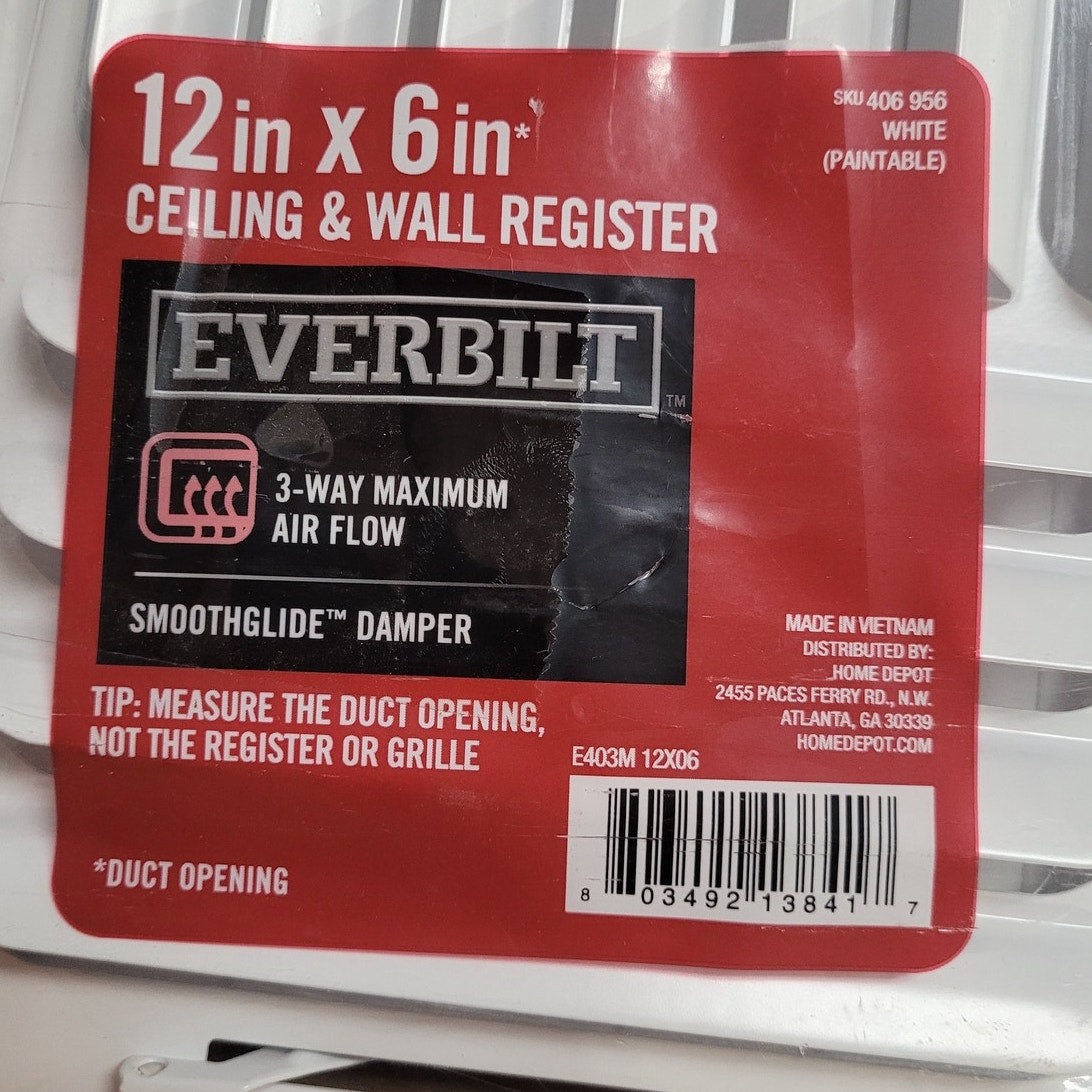 12in x 6in*
CEILING & WALL REGISTER
SKU 406 956
WHITE
(PAINTABLE)
EVERBILT™
3-WAY MAXIMUM
AIR FLOW
SMOOTHGLIDE™ DAMPER
TIP: MEASURE THE DUCT OPENING,
NOT THE REGISTER OR GRILLE
*DUCT OPENING
MADE IN VIETNAM
DISTRIBUTED BY:
HOME DEPOT
2455 PACES FERRY RD., N.W.
ATLANTA, GA 30339
HOMEDEPOT.COM
E403M 12X06
8 03492 13841 7